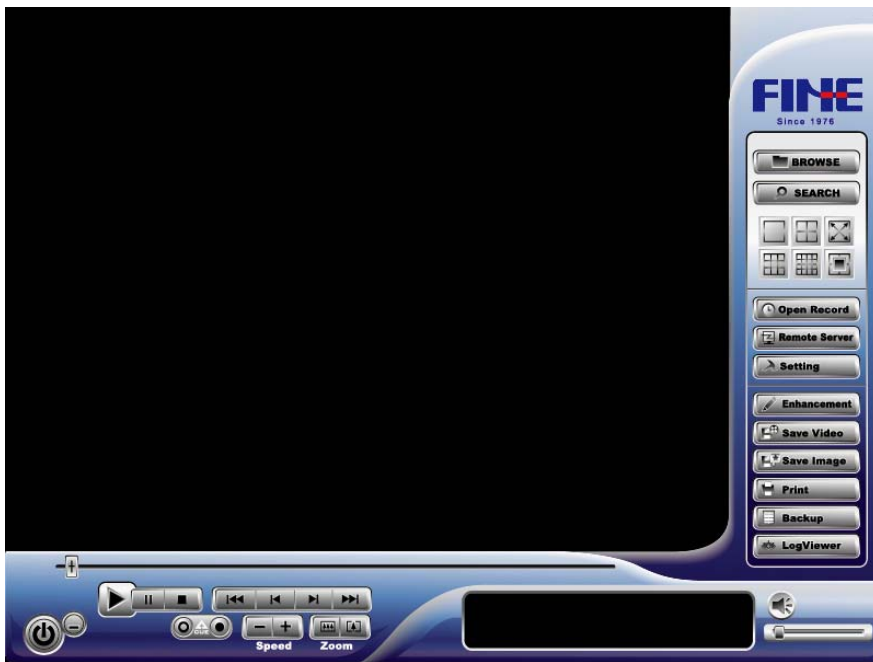 FINE
Since 1976
BROWSE
SEARCH
Open Record
Remote Server
Setting
Enhancement
Save Video
Save Image
Print
Backup
LogViewer
CUE
Speed
Zoom